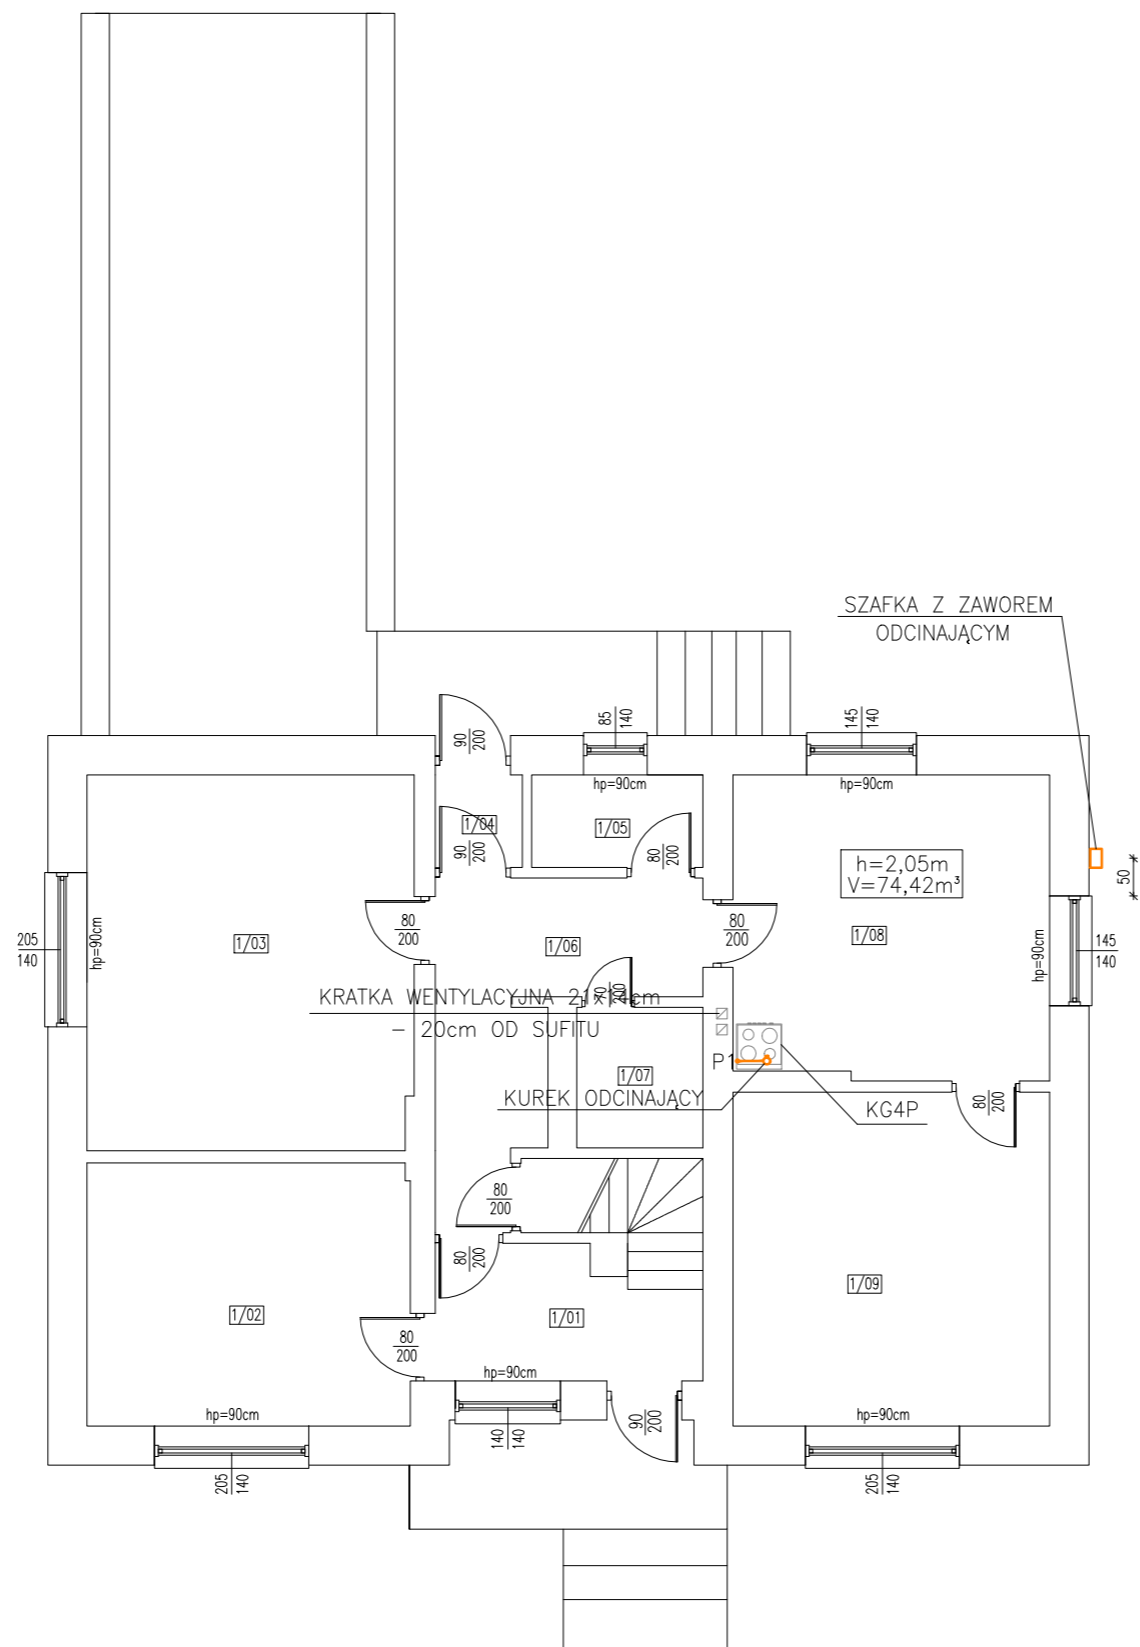 SZAFKA Z ZAWOREM
ODCINAJĄCYM
90
200
85
140
145
140
hp=90cm
hp=90cm
1/04
1/05
90
200
80
200
h=2,05m
V=74,42m³
50
205
140
hp=90cm
1/03
80
200
1/06
80
200
1/08
hp=90cm
145
140
70
200
KRATKA WENTYLACYJNA 21x14cm
– 20cm OD SUFITU
P1
1/07
KUREK ODCINAJĄCY
KG4P
80
200
80
200
80
200
1/09
1/02
1/01
80
200
hp=90cm
hp=90cm
hp=90cm
90
200
140
140
205
140
205
140